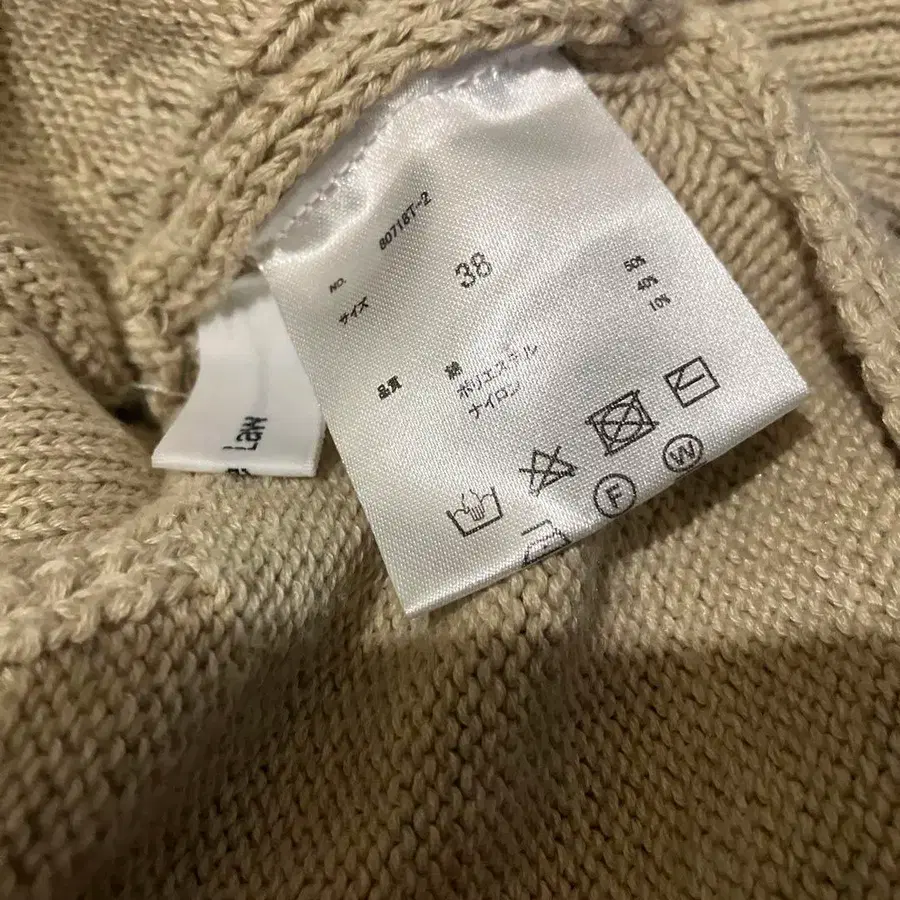 NO. 8071BT-2
サイズ 38
品質 綿 50%
ポリエステル 40%
ナイロン 10%
F W